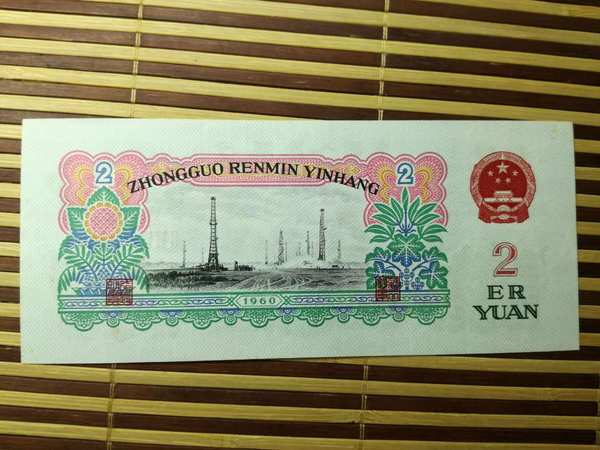 ZHONGGUO RENMIN YINHANG
2
2
1960
2
ER
YUAN